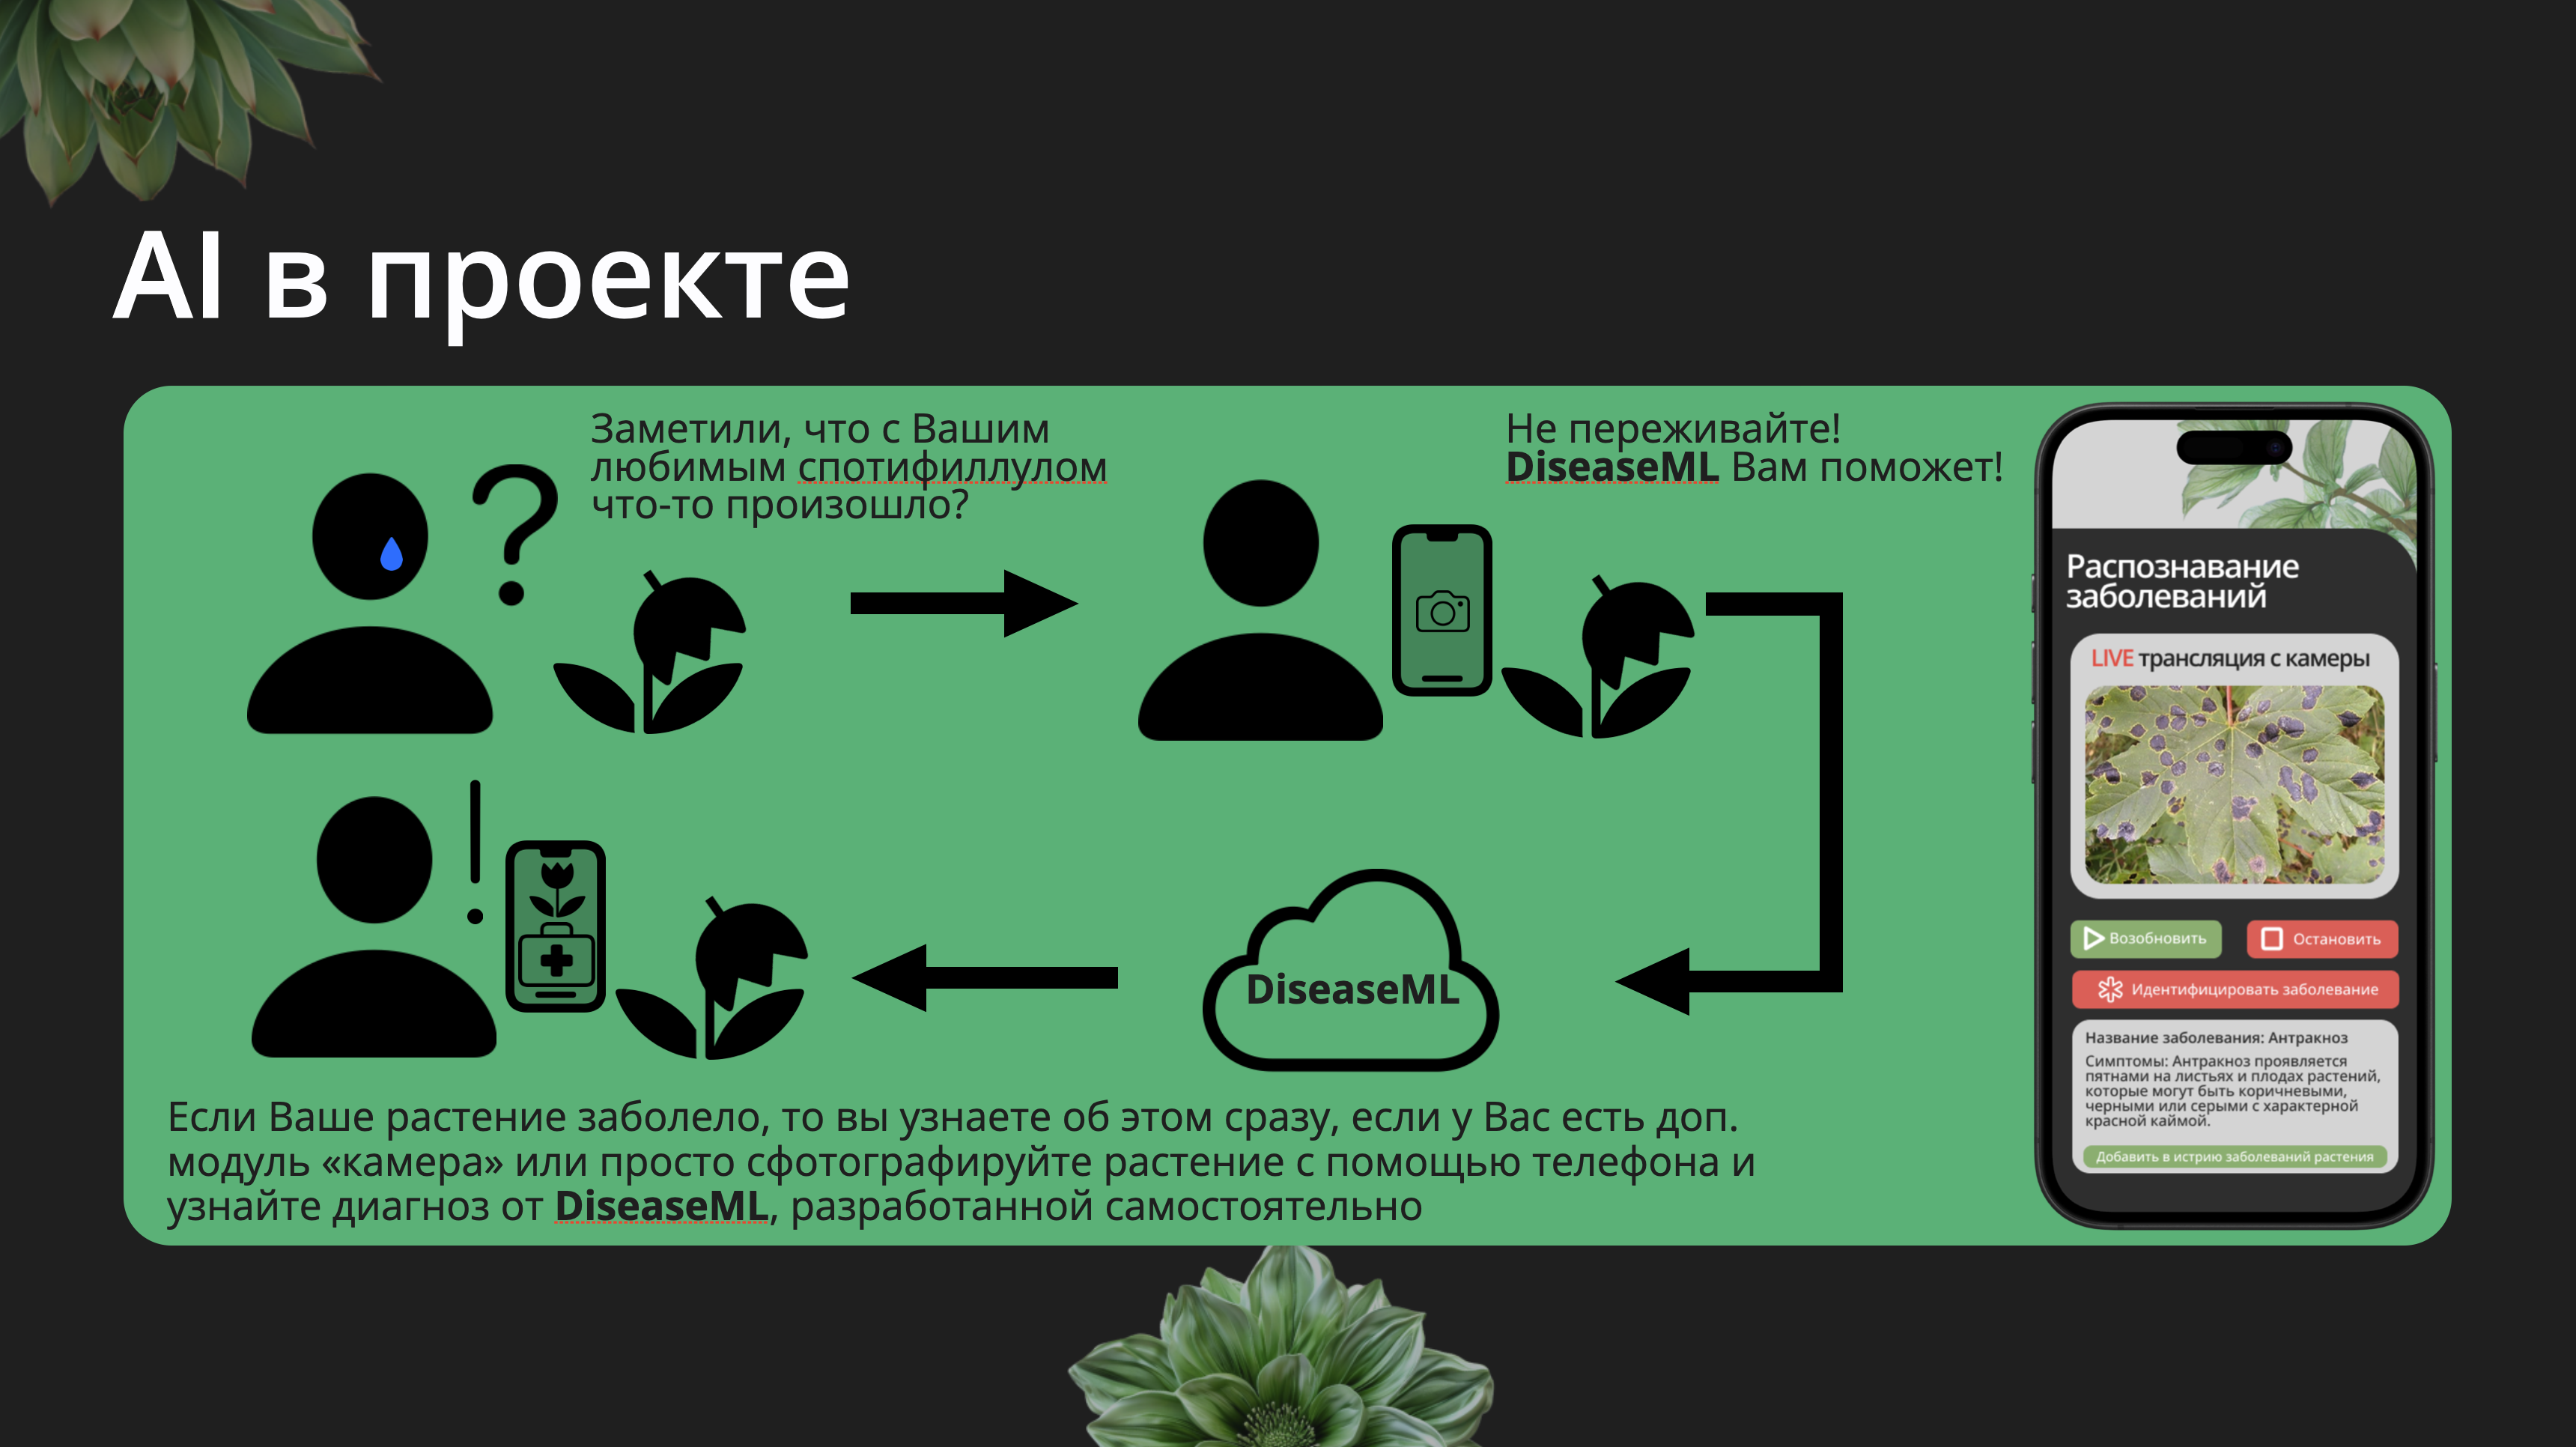 AI в проекте
Заметили, что с Вашим
любимым спотифиллулом
что-то произошло?
Не переживайте!
DiseaseML Вам поможет!
DiseaseML
Если Ваше растение заболело, то вы узнаете об этом сразу, если у Вас есть доп.
модуль «камера» или просто сфотографируйте растение с помощью телефона и
узнайте диагноз от DiseaseML, разработанной самостоятельно
Распознавание
заболеваний
LIVE трансляция с камеры
Возобновить
Остановить
Идентифицировать заболевание
Название заболевания: Антракноз
Симптомы: Антракноз проявляется
пятнами на листьях и плодах растений,
которые могут быть коричневыми,
черными или серыми с характерной
красной каймой.
Добавить в истрию заболеваний растения